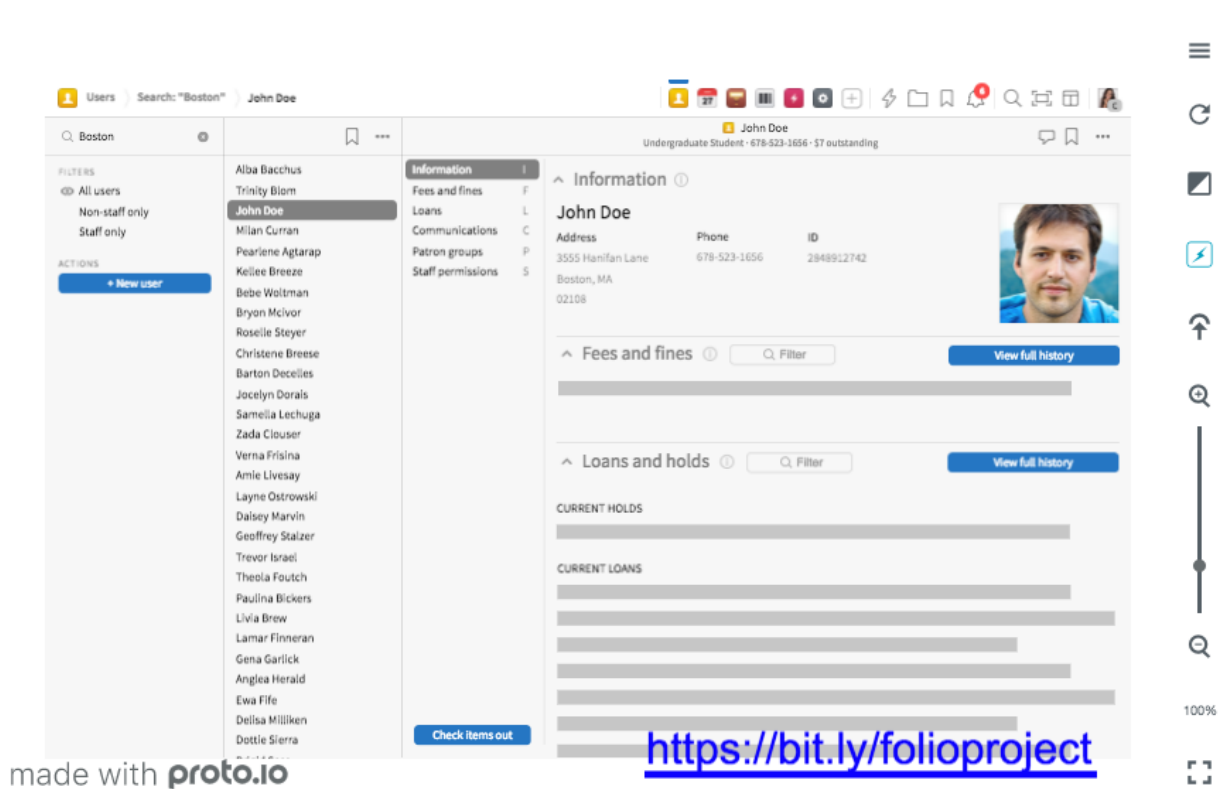 Users
Search: "Boston"
John Doe
27
Boston
John Doe
Undergraduate Student · 678-523-1656 · $7 outstanding
FILTERS
All users
Non-staff only
Staff only
ACTIONS
+ New user
Alba Bacchus
Trinity Blom
John Doe
Milan Curran
Pearlene Agtarap
Kellee Breeze
Bebe Woltman
Bryon Mcivor
Roselle Steyer
Christene Breese
Barton Decelles
Jocelyn Dorais
Samella Lechuga
Zada Clouser
Verna Frisina
Amie Livesay
Layne Ostrowski
Daisey Marvin
Geoffrey Stalzer
Trevor Israel
Theola Foutch
Paulina Bickers
Livia Brew
Lamar Finneran
Gena Garlick
Anglea Herald
Ewa Fife
Delisa Milliken
Dottie Sierra
Information I
Fees and fines F
Loans L
Communications C
Patron groups P
Staff permissions S
Check items out
Information
John Doe
Address Phone ID
3555 Hanifan Lane 678-523-1656 2848912742
Boston, MA
02108
Fees and fines Filter View full history
Loans and holds Filter View full history
CURRENT HOLDS
CURRENT LOANS
https://bit.ly/folioproject
100%
made with proto.io